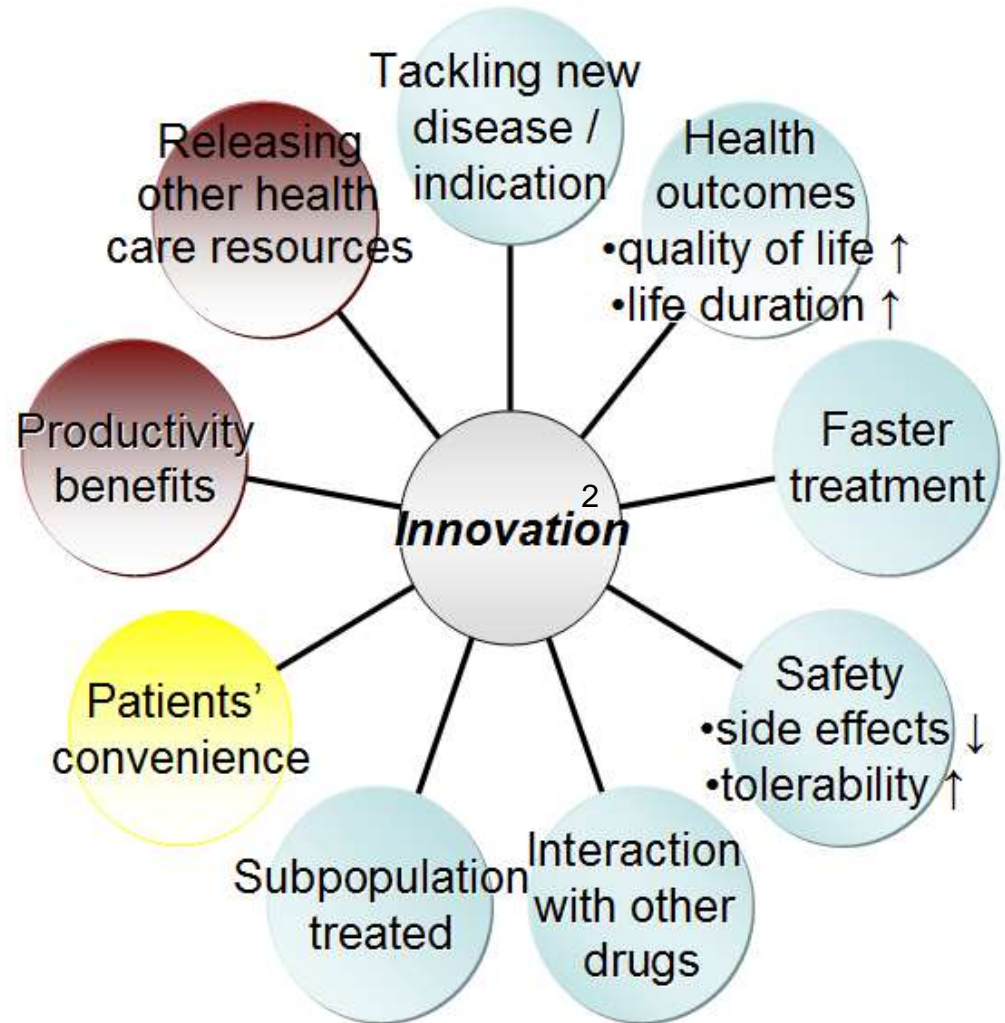 Tackling new
disease /
indication
Health
outcomes
•quality of life ↑
•life duration ↑
Faster
treatment
Safety
•side effects ↓
•tolerability ↑
Interaction
with other
drugs
Subpopulation
treated
Patients’
convenience
Productivity
benefits
Releasing
other health
care resources
Innovation 2